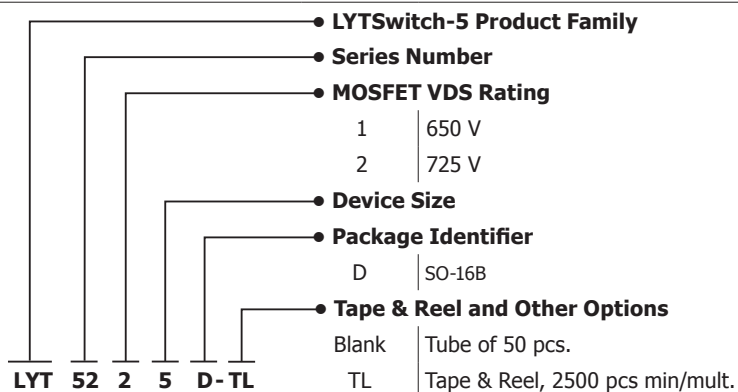 LYTSwitch-5 Product Family
Series Number
MOSFET VDS Rating
1 650 V
2 725 V
Device Size
Package Identifier
D SO-16B
Tape & Reel and Other Options
Blank Tube of 50 pcs.
LYT 52 2 5 D - TL TL Tape & Reel, 2500 pcs min/mult.